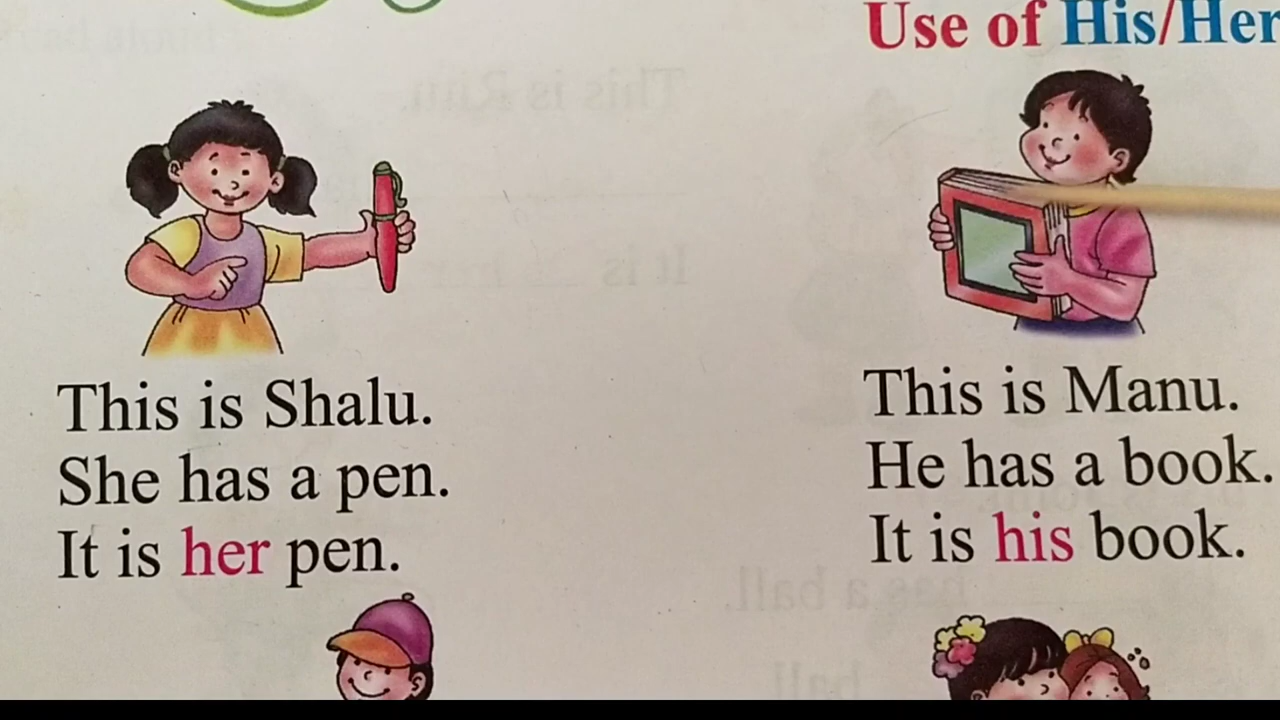 Use of His/Her
This is Shalu.
She has a pen.
It is her pen.
This is Manu.
He has a book.
It is his book.